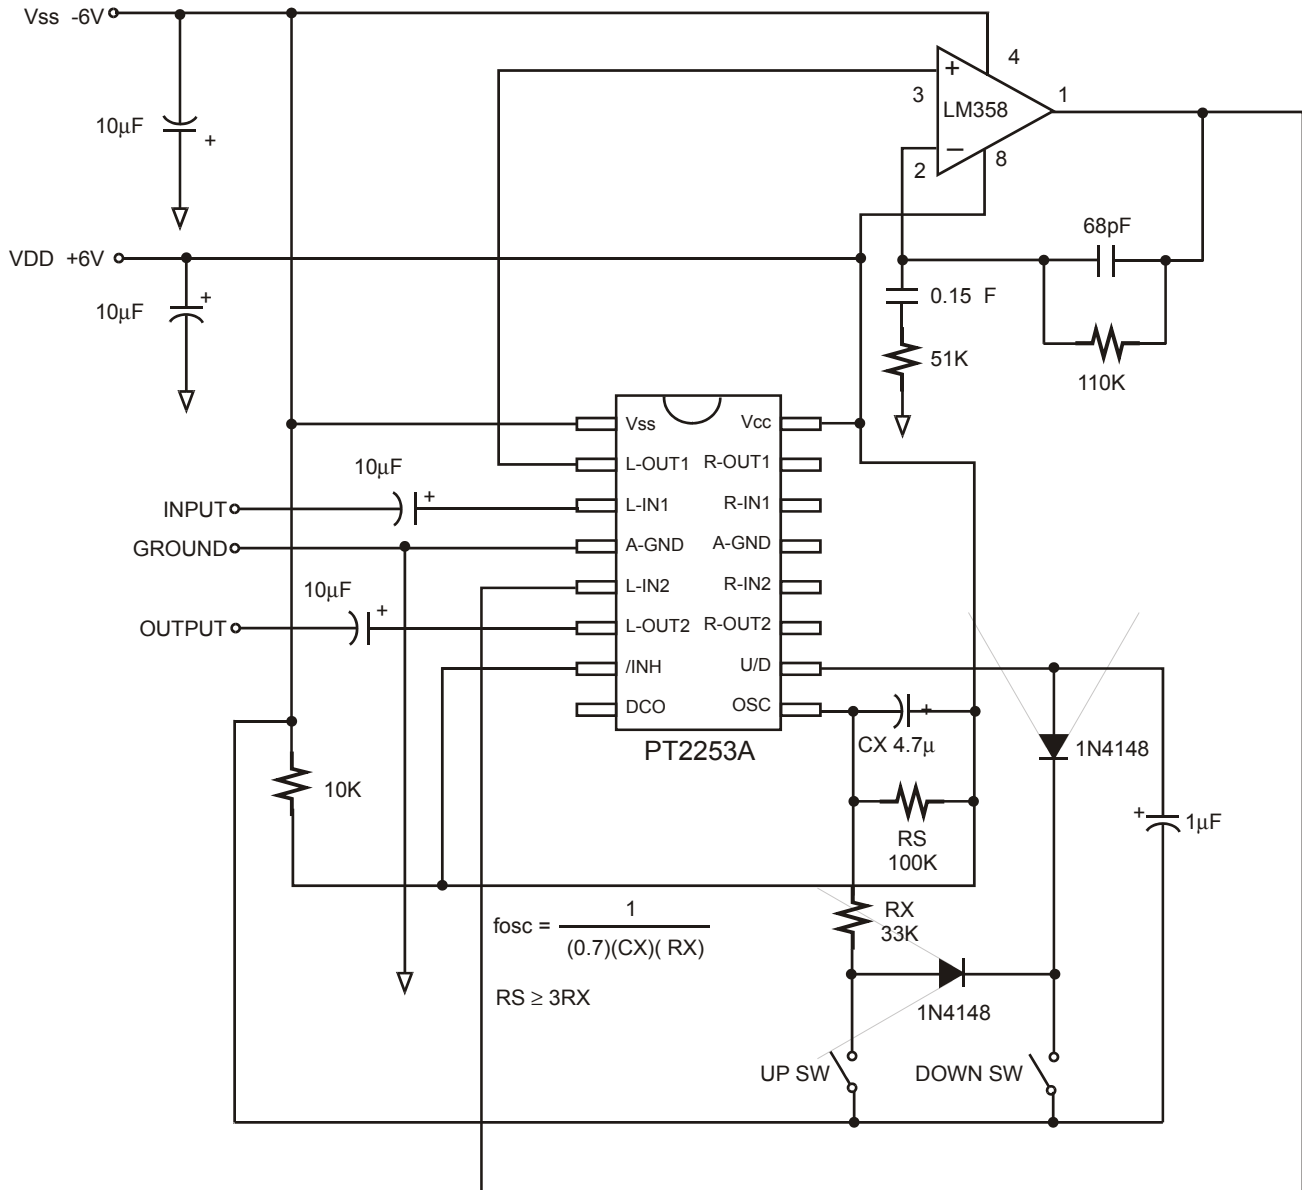 Vss -6V
4
+
3
LM358
1
10μF
+
−
2
8
68pF
VDD +6V
+
10μF
0.15 F
51K
110K
Vss
Vcc
10μF
L-OUT1
R-OUT1
+
INPUT
L-IN1
R-IN1
GROUND
A-GND
A-GND
10μF
L-IN2
R-IN2
+
OUTPUT
L-OUT2
R-OUT2
/INH
U/D
DCO
OSC
+
PT2253A
CX 4.7μ
1N4148
10K
+
1μF
RS
100K
fosc = 1
(0.7)(CX)( RX)
RX
33K
RS ≥ 3RX
1N4148
UP SW
DOWN SW